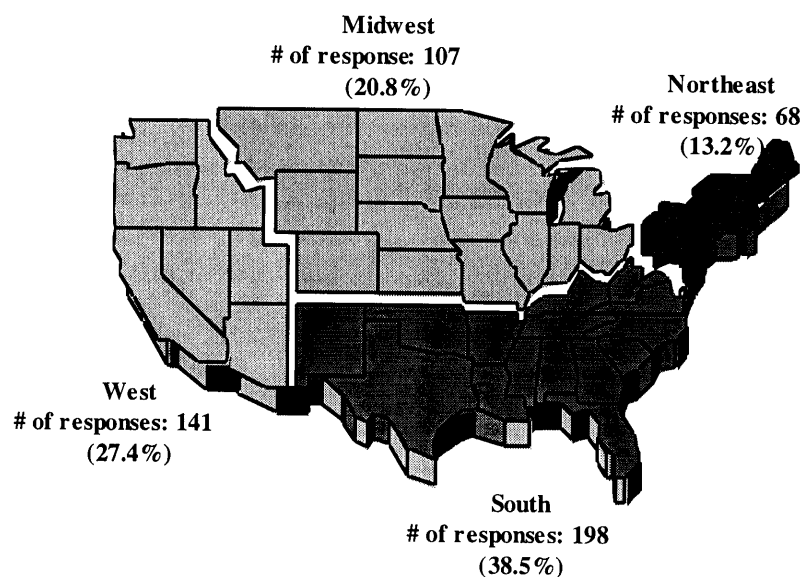 Midwest
# of response: 107
(20.8%)
Northeast
# of responses: 68
(13.2%)
West
# of responses: 141
(27.4%)
South
# of responses: 198
(38.5%)